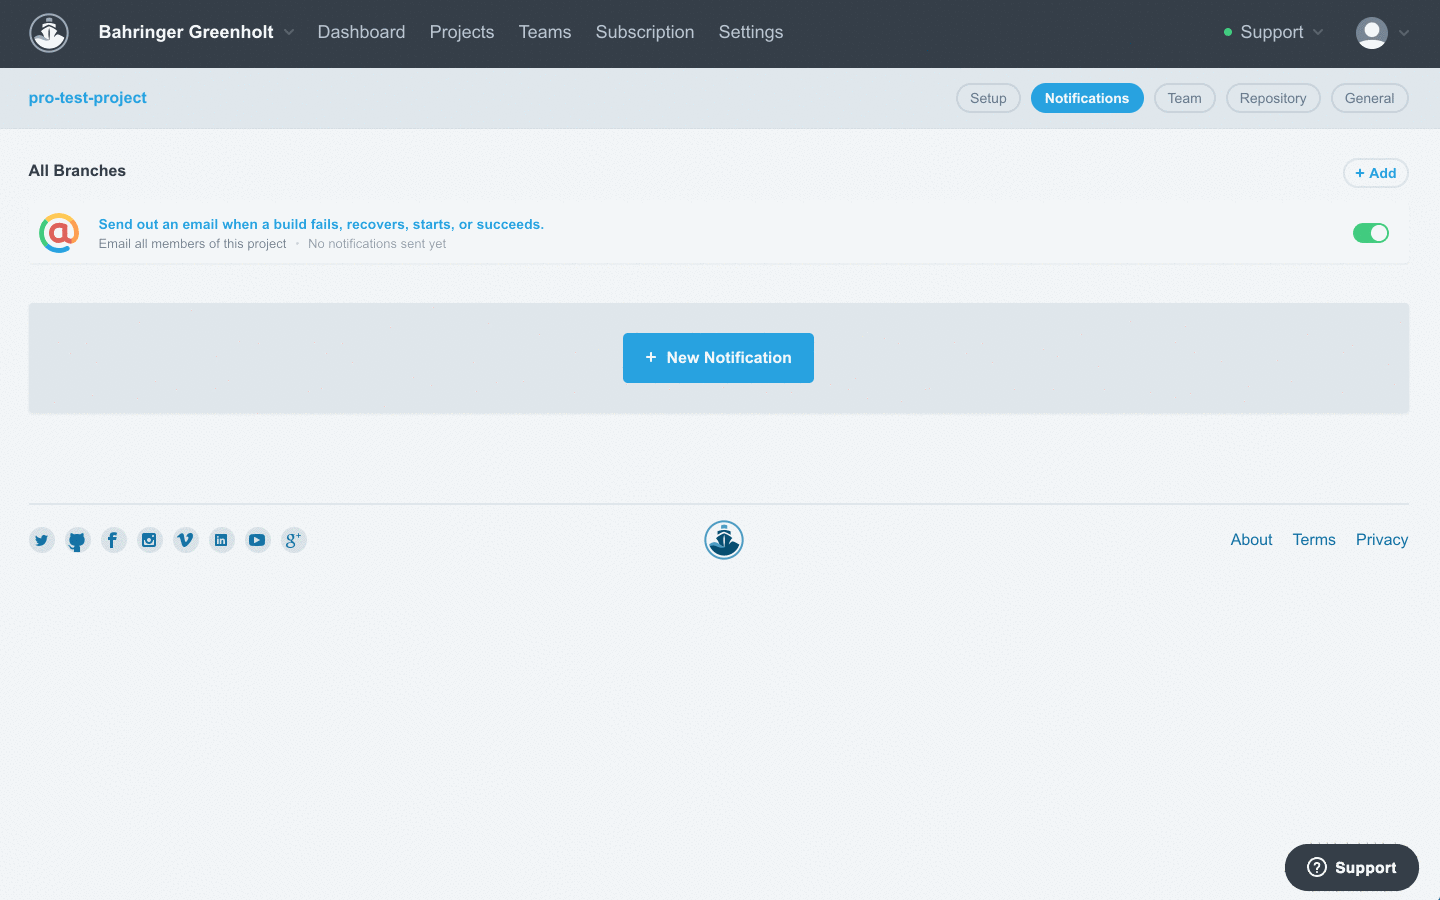 Bahringer Greenholt Dashboard Projects Teams Subscription Settings Support
pro-test-project Setup Notifications Team Repository General
All Branches + Add
Send out an email when a build fails, recovers, starts, or succeeds.
Email all members of this project · No notifications sent yet
+ New Notification
About Terms Privacy
Support